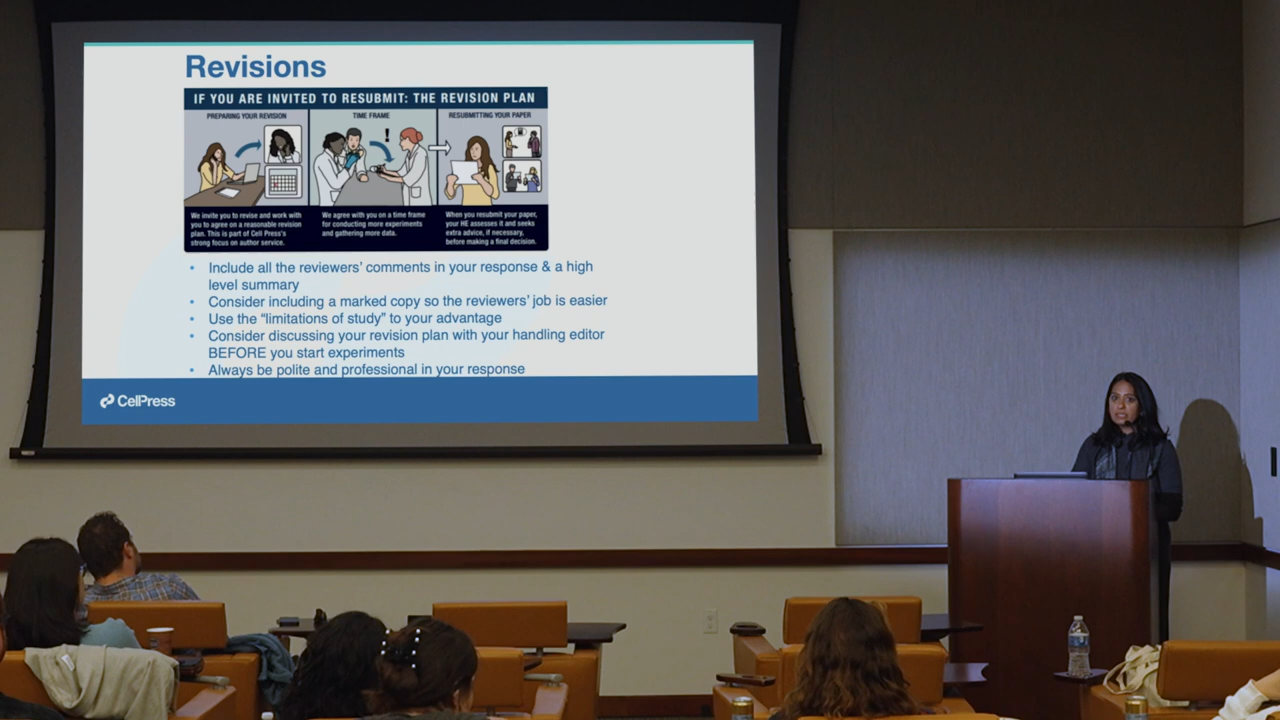 Revisions
IF YOU ARE INVITED TO RESUBMIT: THE REVISION PLAN
PREPARING YOUR REVISION
We invite you to revise and work with
you to agree on a reasonable revision
plan. This is part of Cell Press's
strong focus on author service.
TIME FRAME
!
We agree with you on a time frame
for conducting more experiments
and gathering more data.
RESUBMITTING YOUR PAPER
When you resubmit your paper,
your HE assesses it and seeks
extra advice, if necessary,
before making a final decision.
• Include all the reviewers’ comments in your response & a high
level summary
• Consider including a marked copy so the reviewers’ job is easier
• Use the “limitations of study” to your advantage
• Consider discussing your revision plan with your handling editor
BEFORE you start experiments
• Always be polite and professional in your response
CellPress